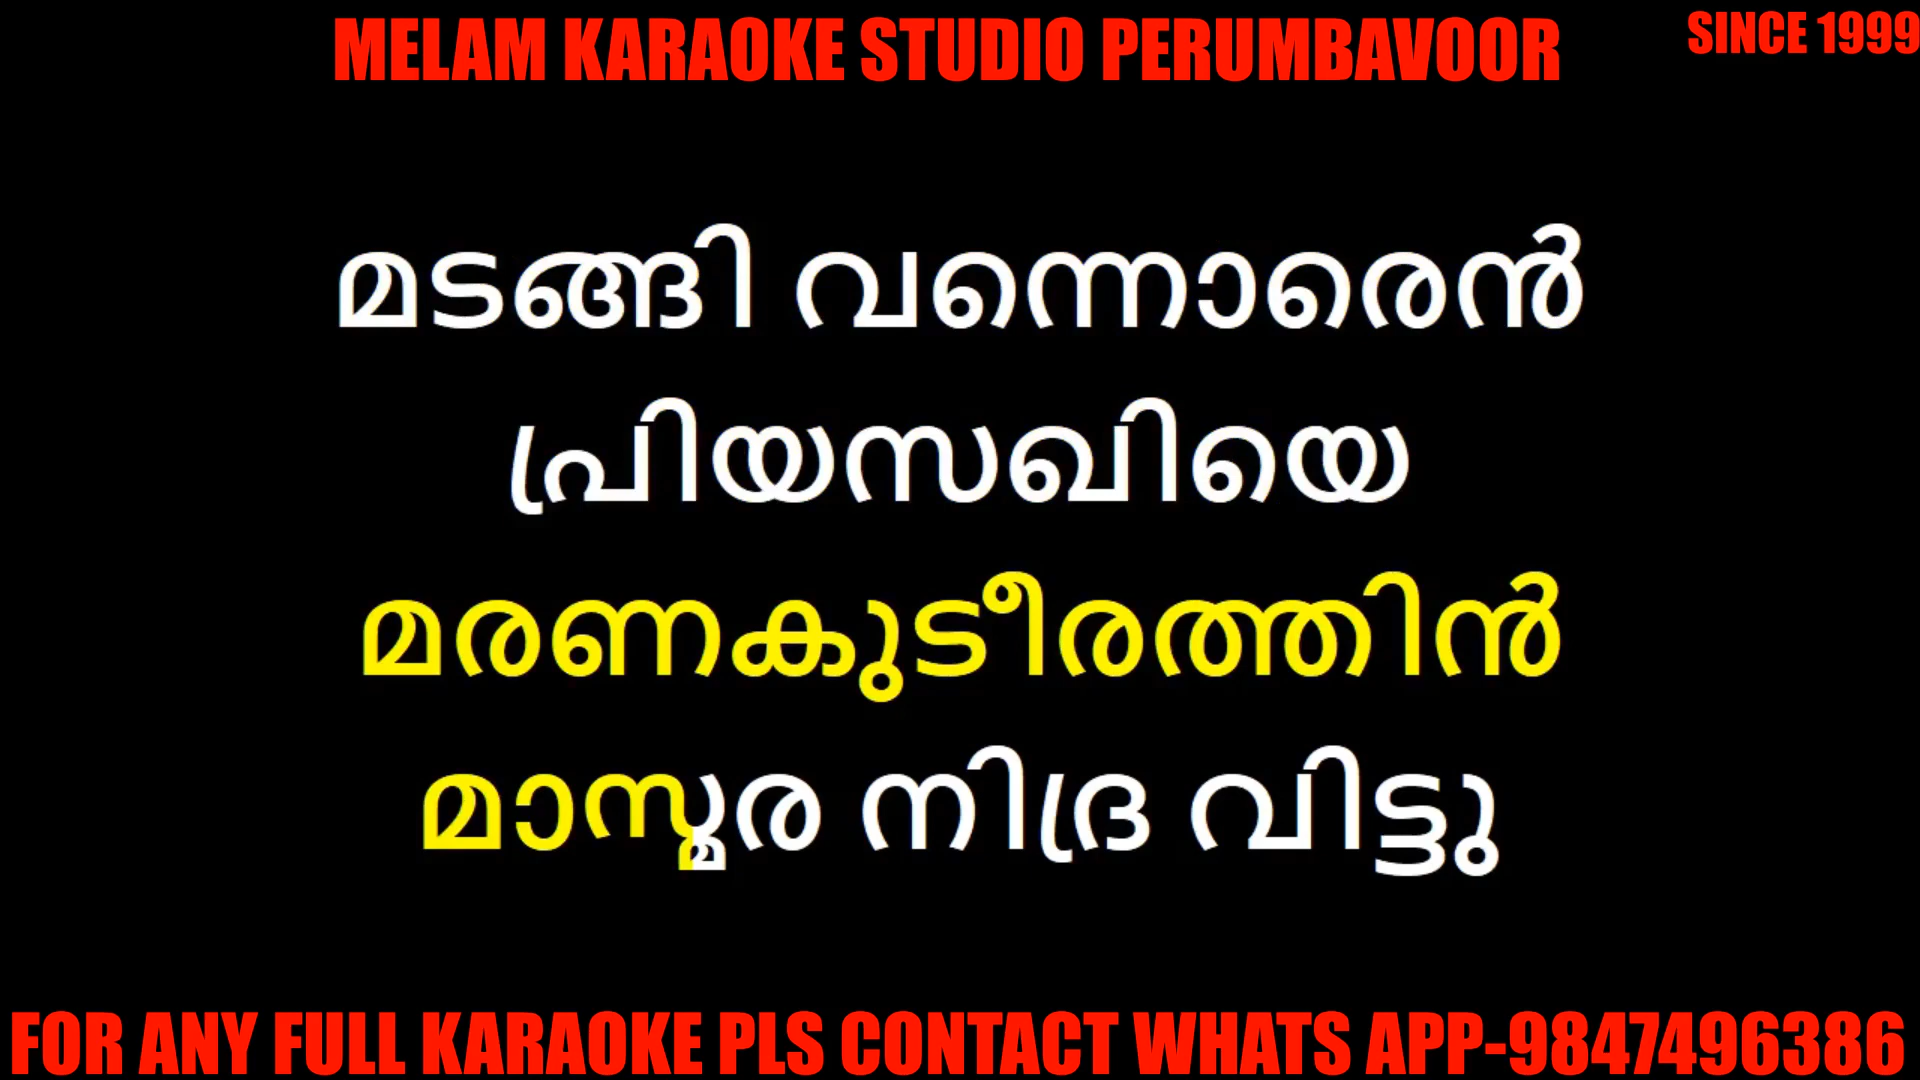 MELAM KARAOKE STUDIO PERUMBAVOOR
SINCE 1999
മടങ്ങി വന്നൊരെൻ
പ്രിയസഖിയെ
മരണകുടീരത്തിൻ
മാസ്മര നിദ്ര വിട്ടു
FOR ANY FULL KARAOKE PLS CONTACT WHATS APP-9847496386